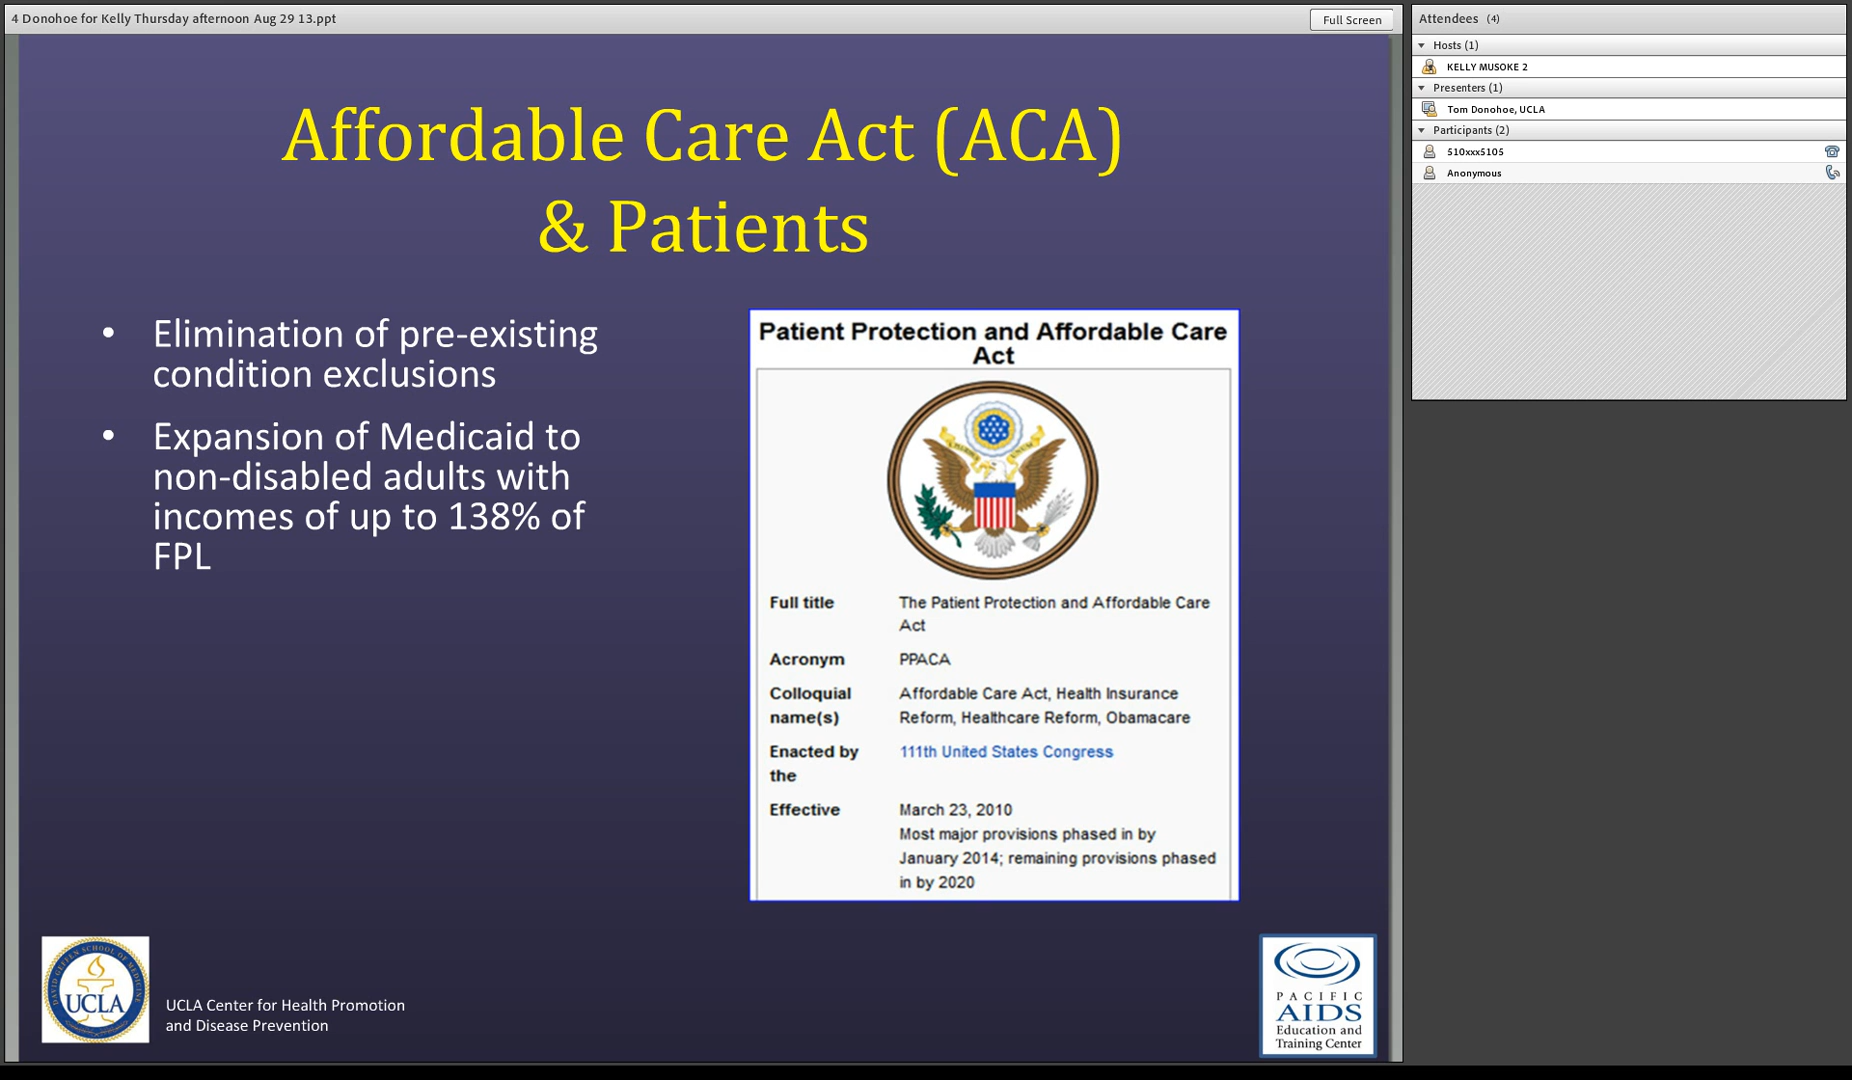 4 Donohoe for Kelly Thursday afternoon Aug 29 13.ppt
Full Screen
Affordable Care Act (ACA)
& Patients
• Elimination of pre-existing
condition exclusions
• Expansion of Medicaid to
non-disabled adults with
incomes of up to 138% of
FPL
Patient Protection and Affordable Care
Act
Full title The Patient Protection and Affordable Care
Act
Acronym PPACA
Colloquial Affordable Care Act, Health Insurance
name(s) Reform, Healthcare Reform, Obamacare
Enacted by 111th United States Congress
the
Effective March 23, 2010
Most major provisions phased in by
January 2014; remaining provisions phased
in by 2020
DAVID GEFFEN SCHOOL OF MEDICINE
UCLA
UCLA Center for Health Promotion
and Disease Prevention
PACIFIC
AIDS
Education and
Training Center
Attendees (4)
Hosts (1)
KELLY MUSOKE 2
Presenters (1)
Tom Donohoe, UCLA
Participants (2)
510xxx5105
Anonymous